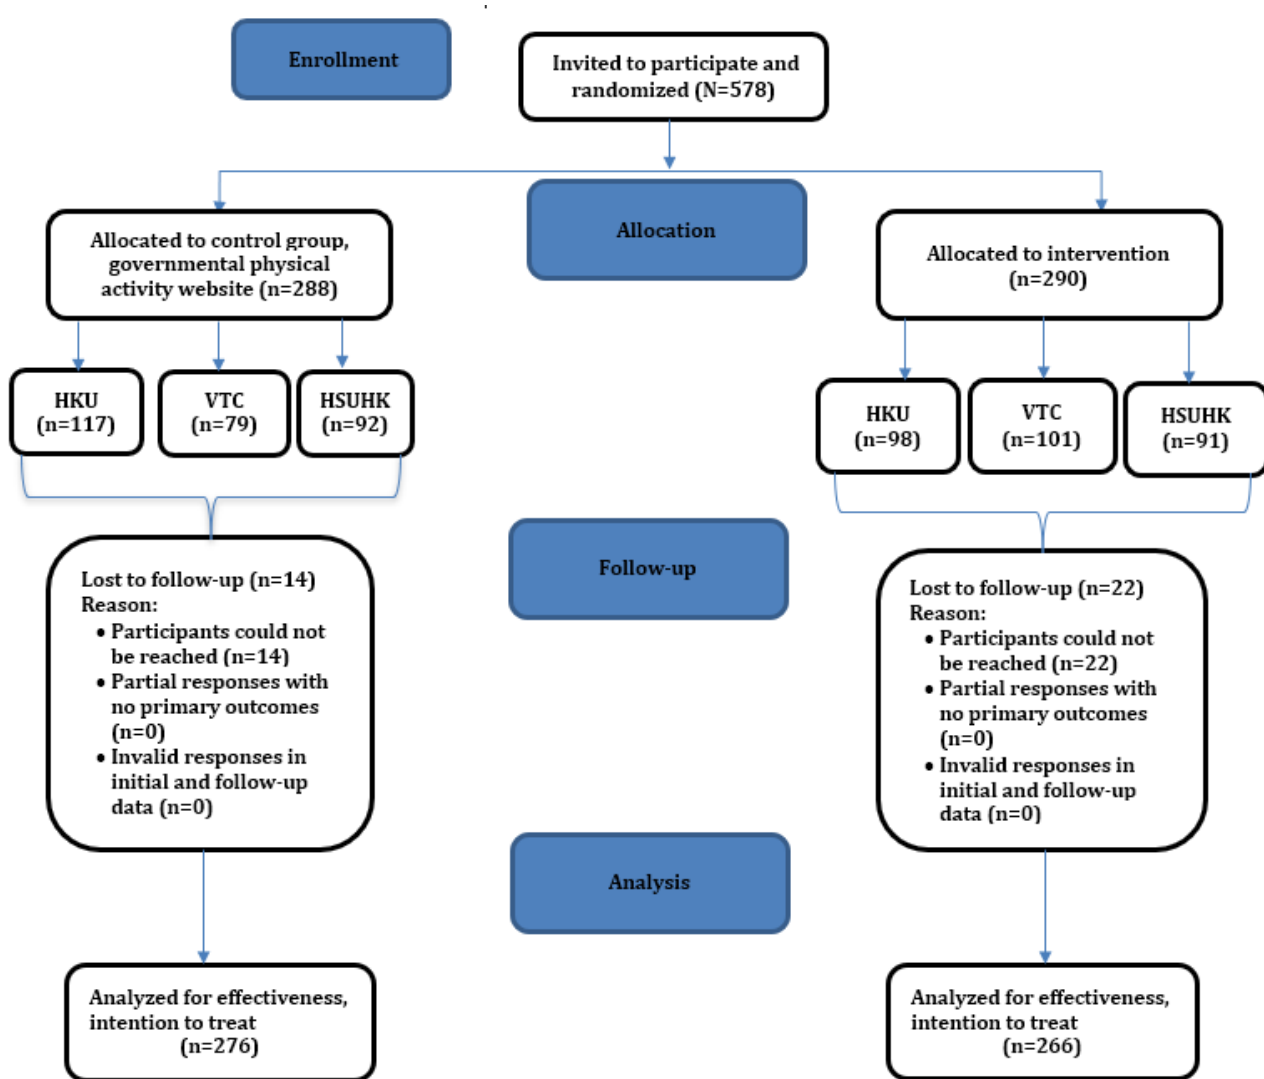 Enrollment
Invited to participate and
randomized (N=578)
Allocation
Allocated to control group,
governmental physical
activity website (n=288)
Allocated to intervention
(n=290)
HKU
(n=117)
VTC
(n=79)
HSUHK
(n=92)
HKU
(n=98)
VTC
(n=101)
HSUHK
(n=91)
Follow-up
Lost to follow-up (n=14)
Reason:
• Participants could not
be reached (n=14)
• Partial responses with
no primary outcomes
(n=0)
• Invalid responses in
initial and follow-up
data (n=0)
Lost to follow-up (n=22)
Reason:
• Participants could not
be reached (n=22)
• Partial responses with
no primary outcomes
(n=0)
• Invalid responses in
initial and follow-up
data (n=0)
Analysis
Analyzed for effectiveness,
intention to treat
(n=276)
Analyzed for effectiveness,
intention to treat
(n=266)